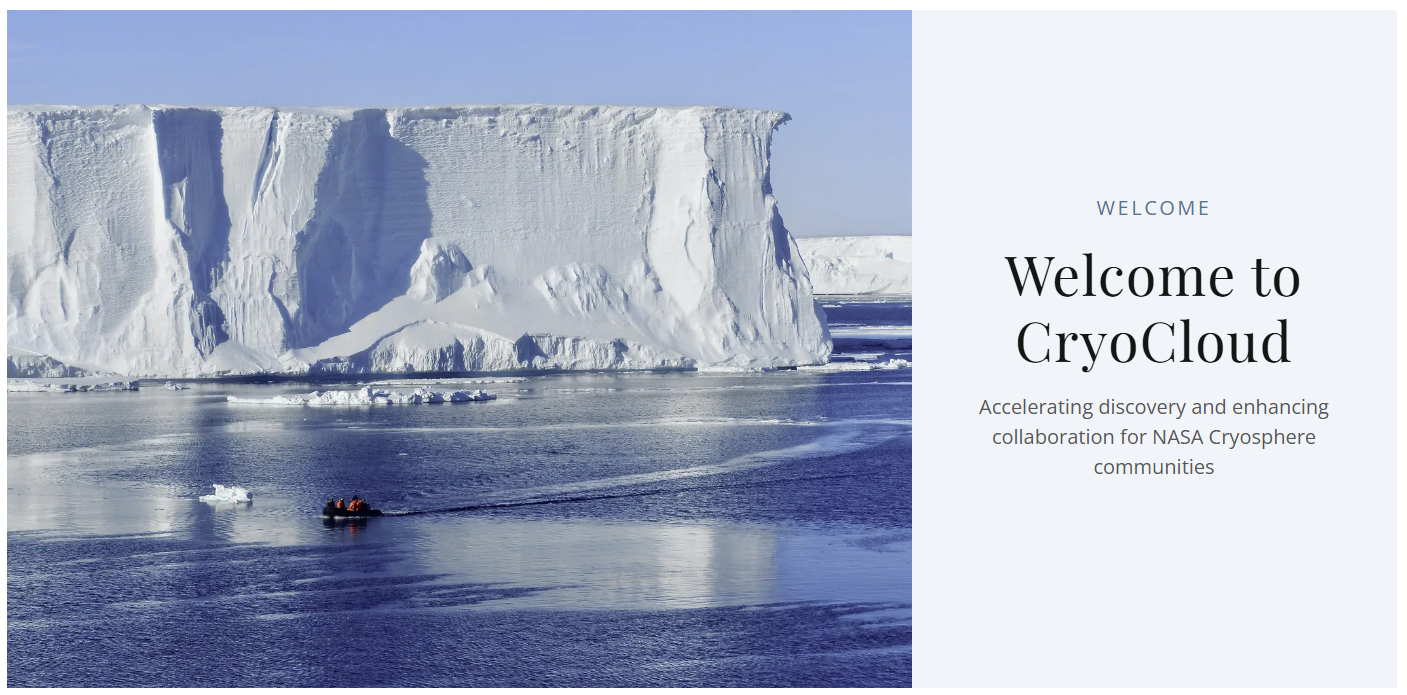 WELCOME
Welcome to
CryoCloud
Accelerating discovery and enhancing
collaboration for NASA Cryosphere
communities